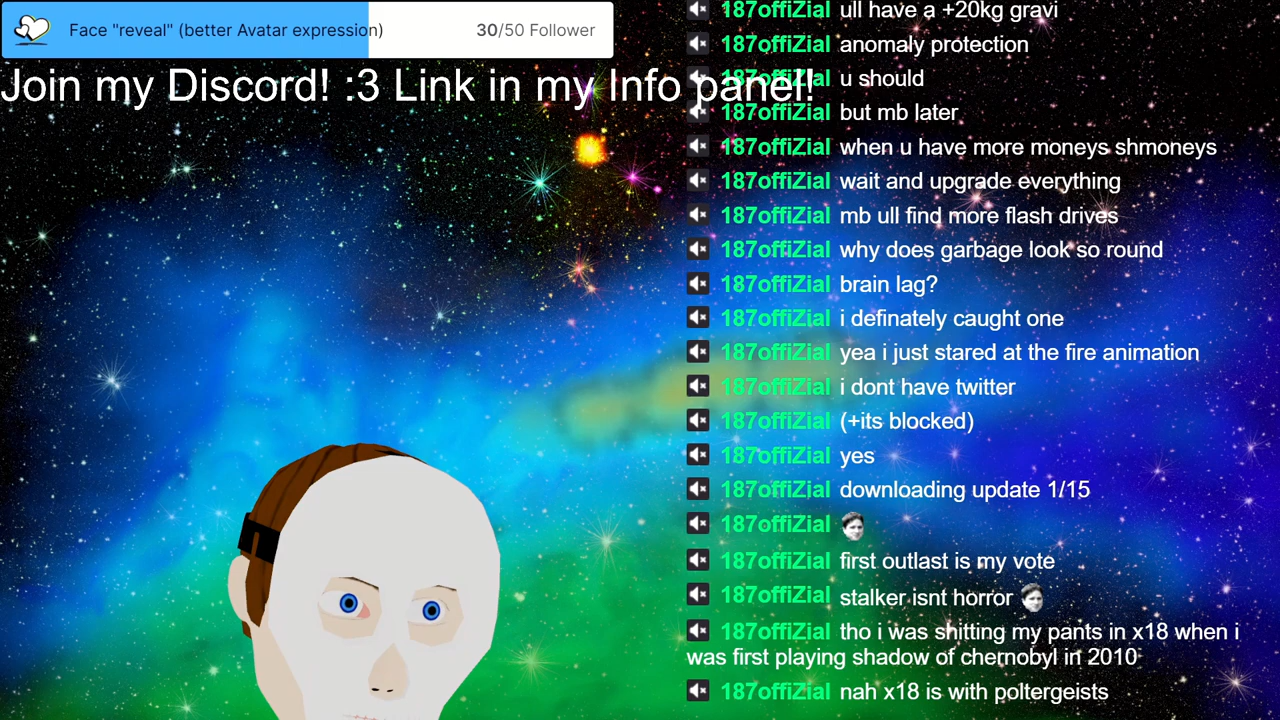 Face "reveal" (better Avatar expression)
30/50 Follower
Join my Discord! :3 Link in my Info panel!
187offiZial ull have a +20kg gravi
187offiZial anomaly protection
187offiZial u should
187offiZial but mb later
187offiZial when u have more moneys shmoneys
187offiZial wait and upgrade everything
187offiZial mb ull find more flash drives
187offiZial why does garbage look so round
187offiZial brain lag?
187offiZial i definately caught one
187offiZial yea i just stared at the fire animation
187offiZial i dont have twitter
187offiZial (+its blocked)
187offiZial yes
187offiZial downloading update 1/15
187offiZial
187offiZial first outlast is my vote
187offiZial stalker isnt horror
187offiZial tho i was shitting my pants in x18 when i
was first playing shadow of chernobyl in 2010
187offiZial nah x18 is with poltergeists